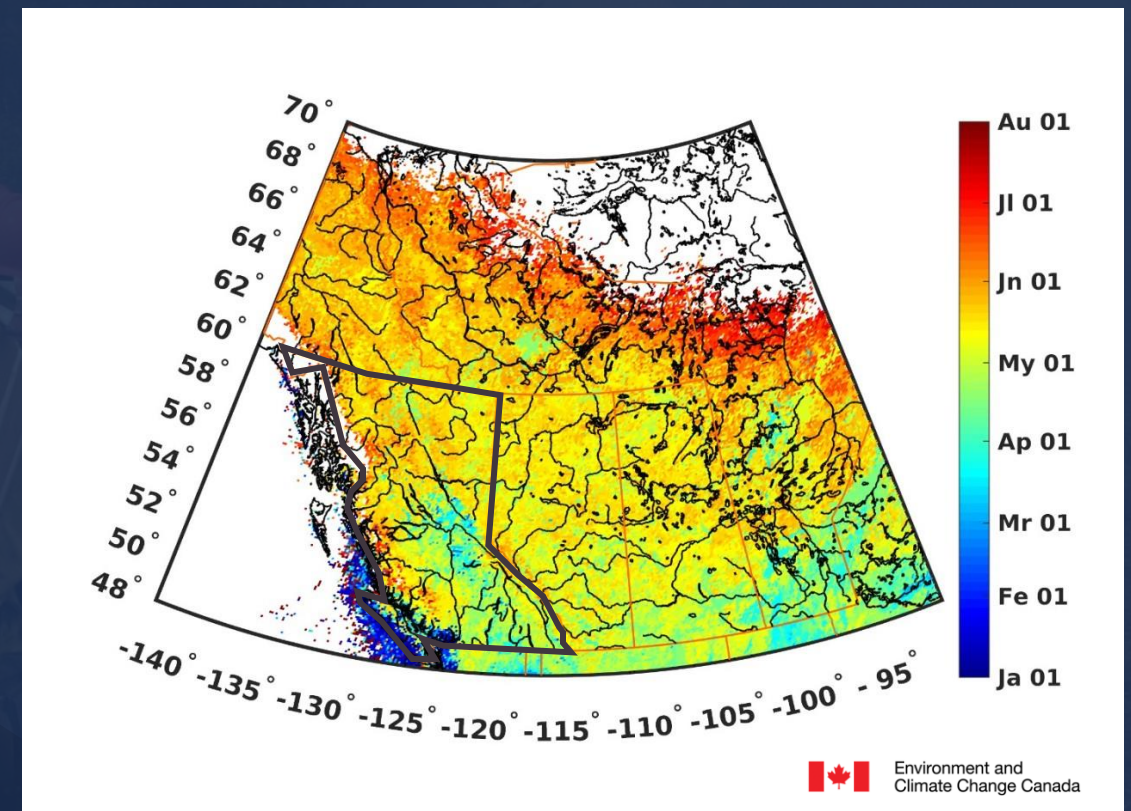 70°
68°
66°
64°
62°
60°
58°
56°
54°
52°
50°
48°
-140°
-135°
-130°
-125°
-120°
-115°
-110°
-105°
-100°
- 95°
Au 01
Jl 01
Jn 01
My 01
Ap 01
Mr 01
Fe 01
Ja 01
Environment and
Climate Change Canada